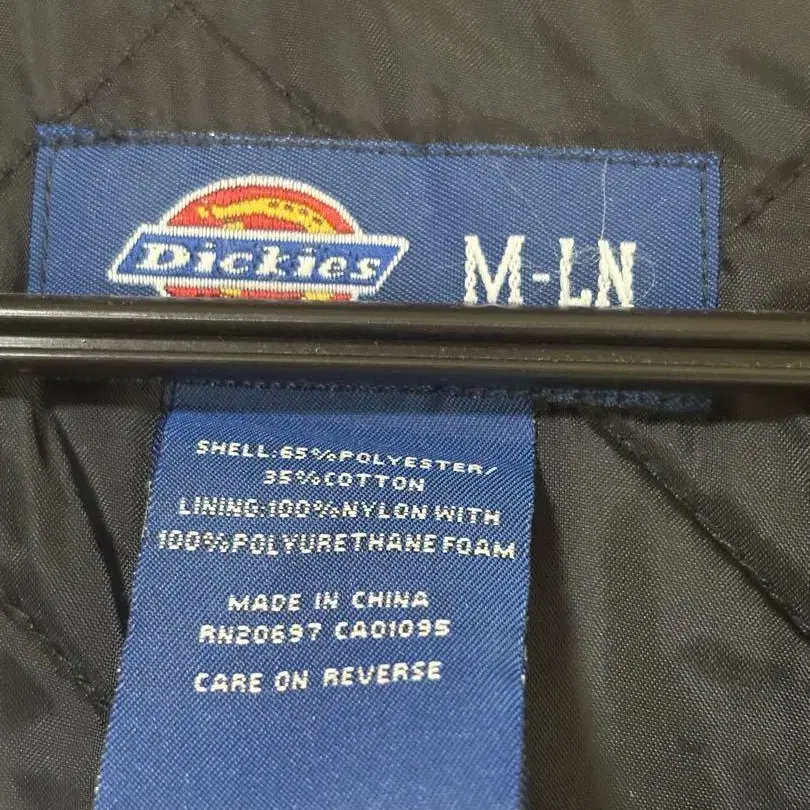 Dickies
M-LN
SHELL:65%POLYESTER/
35%COTTON
LINING:100%NYLON WITH
100%POLYURETHANE FOAM
MADE IN CHINA
RN20697 CA01095
CARE ON REVERSE